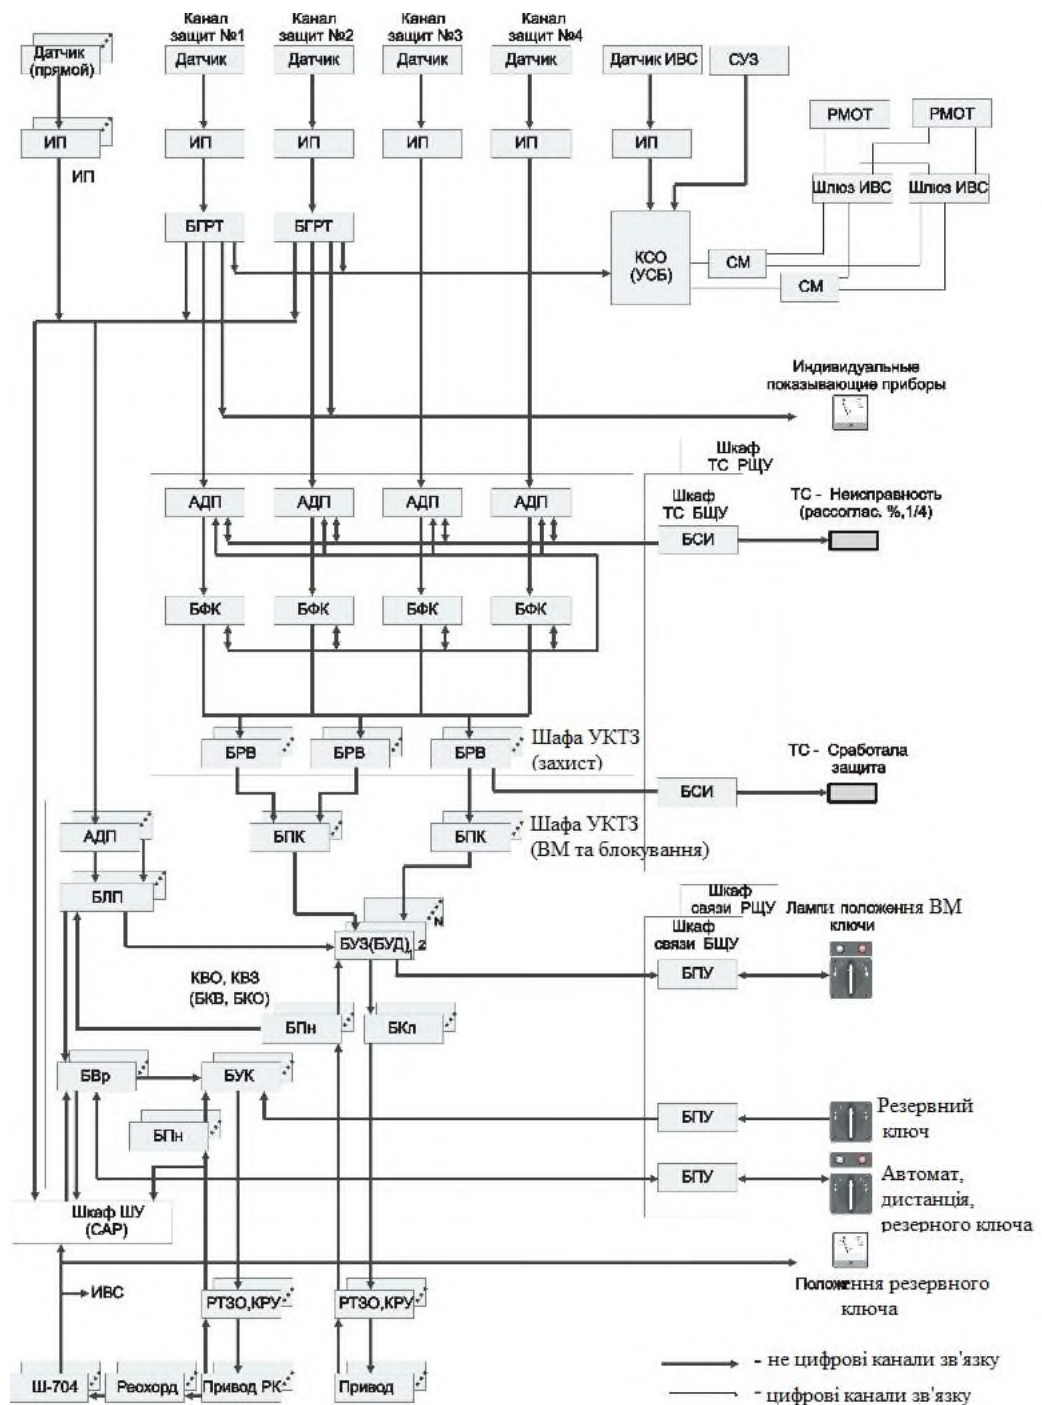 Канал
защит №1
Канал
защит №2
Канал
защит №3
Канал
защит №4
Датчик
(прямой)
Датчик
Датчик
Датчик
Датчик
Датчик ИВС
СУЗ
РМОТ
РМОТ
ИП
ИП
ИП
ИП
ИП
ИП
ИП
Шлюз ИВС
Шлюз ИВС
БГРТ
БГРТ
КСО
(УСБ)
СМ
СМ
Индивидуальные
показывающие приборы
Шкаф
ТС РЩУ
Шкаф
ТС БЩУ
ТС - Неисправность
(рассоглас. %,1/4)
АДП
АДП
АДП
АДП
БСИ
БФК
БФК
БФК
БФК
БРВ
БРВ
БРВ
Шафа УКТЗ
(захист)
ТС - Сработала
защита
БСИ
АДП
БПК
БПК
Шафа УКТЗ
(ВМ та блокування)
БЛП
Шкаф
связи РЩУ
Лампи положення ВМ
ключи
Шкаф
связи БЩУ
N
БУЗ(БУД)
1
2
БПУ
КВО, КВЗ
(БКВ, БКО)
БПн
БКл
БВр
БУК
БПн
БПУ
Резервний
ключ
БПУ
Автомат,
дистанція,
резерного ключа
Шкаф ШУ
(САР)
Положення резервного
ключа
ИВС
РТЗО,КРУ
РТЗО,КРУ
Ш-704
Реохорд
Привод РК
Привод
- не цифрові канали зв'язку
- цифрові канали зв'язку